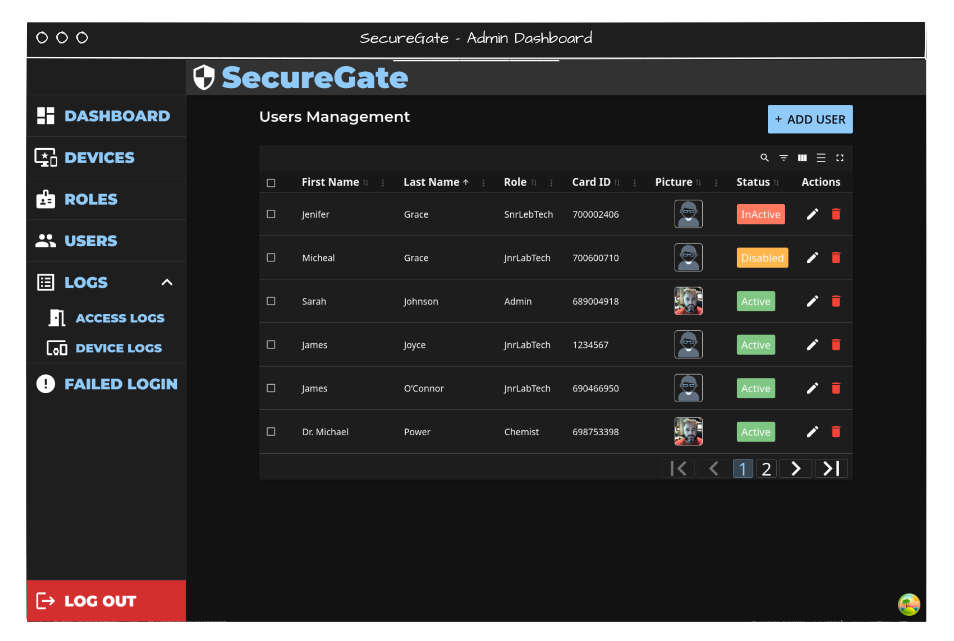 SecureGate - Admin Dashboard
SecureGate
DASHBOARD
DEVICES
ROLES
USERS
LOGS
ACCESS LOGS
DEVICE LOGS
FAILED LOGIN
LOG OUT
Users Management
+ ADD USER
First Name Last Name Role Card ID Picture Status Actions
Jenifer Grace SnrLebTech 700002406 InActive
Micheal Grace JnrLabTech 700600710 Disabled
Sarah Johnson Admin 689004918 Active
James Joyce JnrLabTech 1234567 Active
James O'Connor JnrLabTech 690466950 Active
Dr. Michael Power Chemist 698753398 Active
1 2